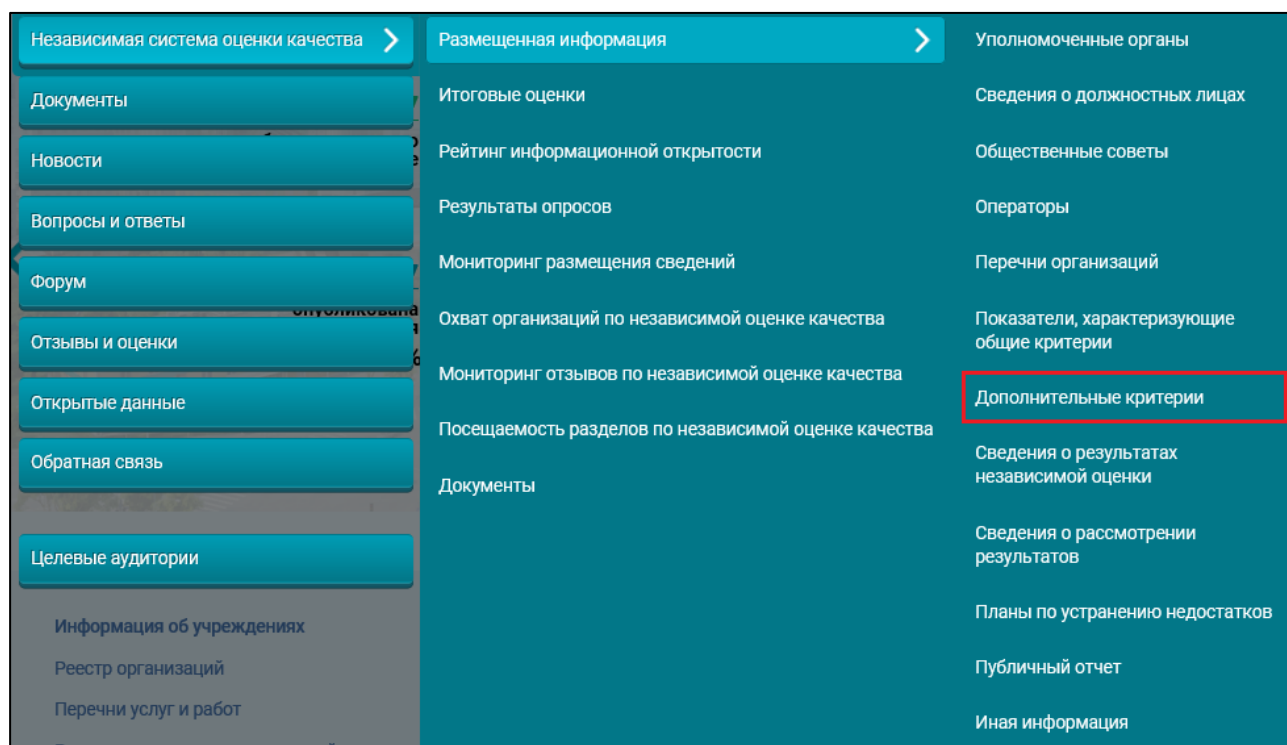 Независимая система оценки качества
Документы
Новости
Вопросы и ответы
Форум
Отзывы и оценки
Открытые данные
Обратная связь
Целевые аудитории
Информация об учреждениях
Реестр организаций
Перечни услуг и работ
Размещенная информация
Итоговые оценки
Рейтинг информационной открытости
Результаты опросов
Мониторинг размещения сведений
Охват организаций по независимой оценке качества
Мониторинг отзывов по независимой оценке качества
Посещаемость разделов по независимой оценке качества
Документы
Уполномоченные органы
Сведения о должностных лицах
Общественные советы
Операторы
Перечни организаций
Показатели, характеризующие
общие критерии
Дополнительные критерии
Сведения о результатах
независимой оценки
Сведения о рассмотрении
результатов
Планы по устранению недостатков
Публичный отчет
Иная информация